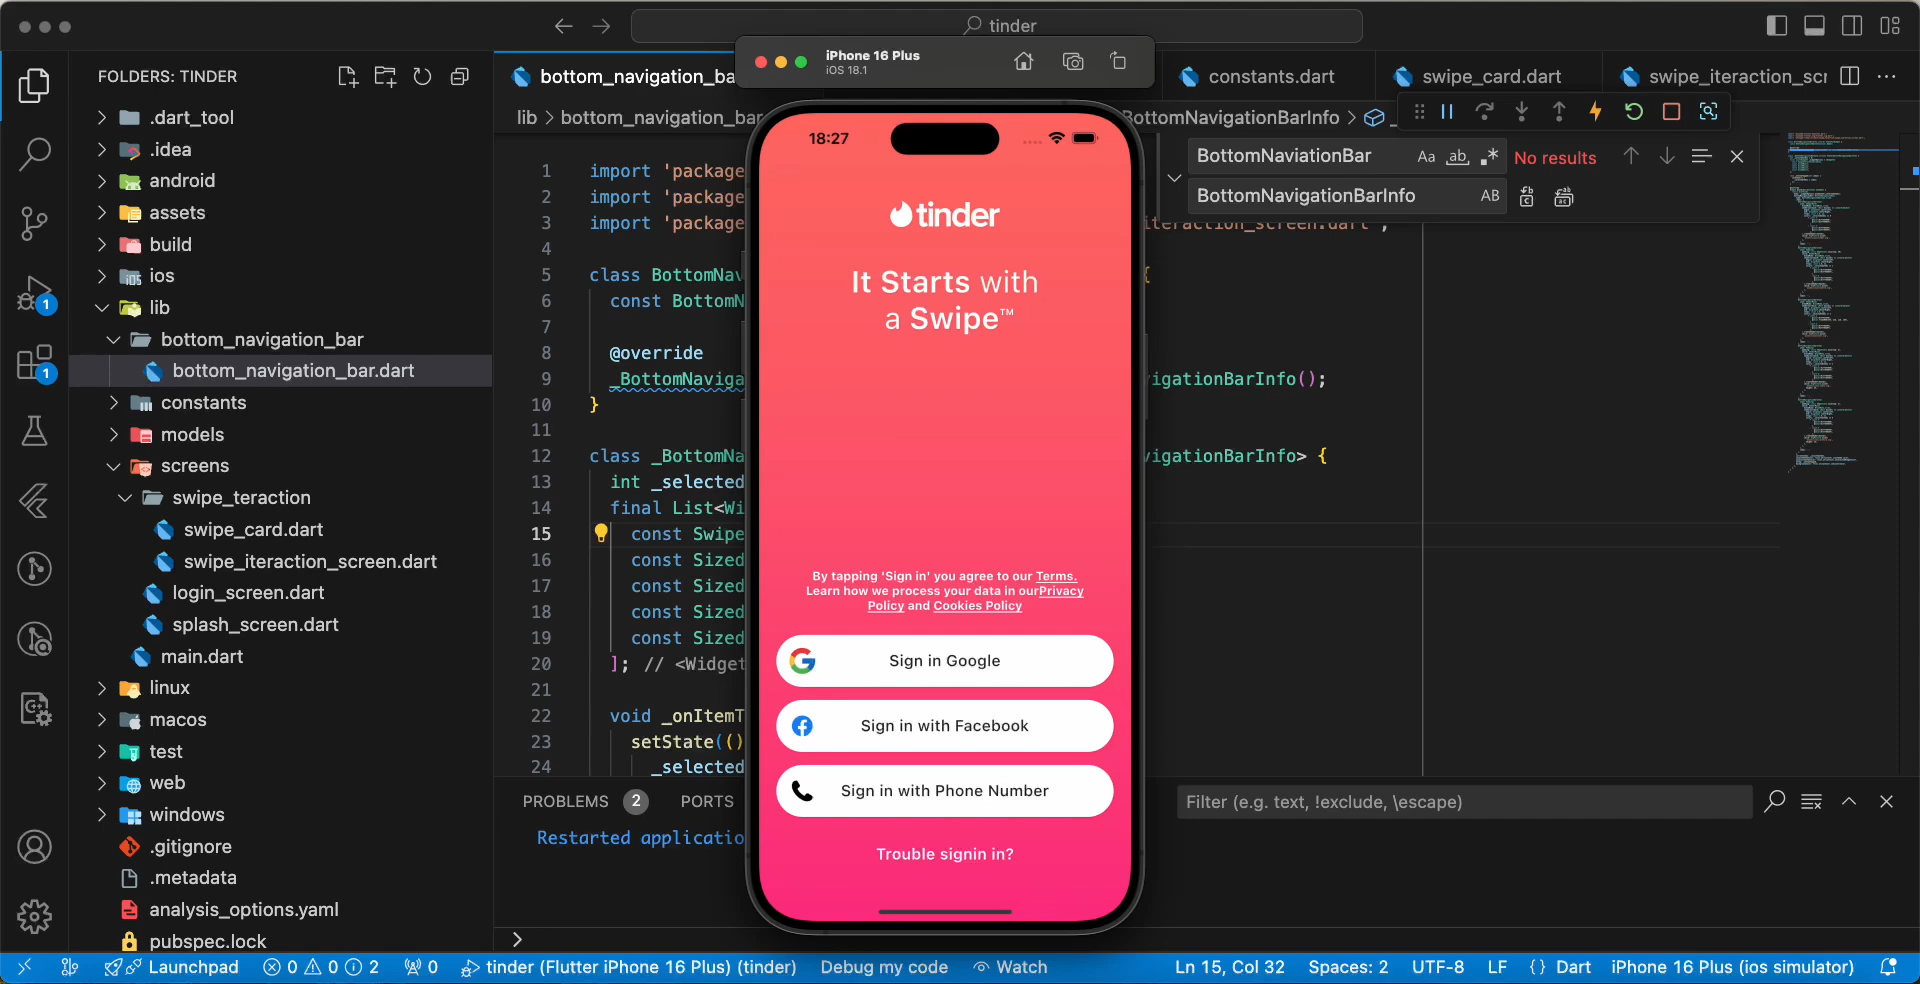 tinder
iPhone 16 Plus
iOS 18.1
FOLDERS: TINDER
.dart_tool
.idea
android
assets
build
ios
lib
bottom_navigation_bar
bottom_navigation_bar.dart
constants
models
screens
swipe_teraction
swipe_card.dart
swipe_iteraction_screen.dart
login_screen.dart
splash_screen.dart
main.dart
linux
macos
test
web
windows
.gitignore
.metadata
analysis_options.yaml
pubspec.lock
1
1
bottom_navigation_ba
constants.dart
swipe_card.dart
swipe_iteraction_scr
lib > bottom_navigation_bar
BottomNavigationBarInfo >
BottomNaviationBar
Aa ab .*
No results
BottomNavigationBarInfo
AB
1 import 'package
2 import 'package
3 import 'package iteraction_screen.dart';
4
5 class BottomNav {
6 const BottomN
7
8 @override
9 _BottomNaviga vigationBarInfo();
10 }
11
12 class _BottomNa vigationBarInfo> {
13 int _selected
14 final List<Wi
15 const Swipe
16 const Sized
17 const Sized
18 const Sized
19 const Sized
20 ]; // <Widget
21
22 void _onItemT
23 setState(()
24 _selected
18:27
tinder
It Starts with
a Swipe™
By tapping 'Sign in' you agree to our Terms.
Learn how we process your data in ourPrivacy
Policy and Cookies Policy
Sign in Google
Sign in with Facebook
Sign in with Phone Number
Trouble signin in?
PROBLEMS 2 PORTS
Filter (e.g. text, !exclude, \escape)
Restarted applicatio
Launchpad 0 0 2 0 tinder (Flutter iPhone 16 Plus) (tinder) Debug my code Watch Ln 15, Col 32 Spaces: 2 UTF-8 LF {} Dart iPhone 16 Plus (ios simulator)